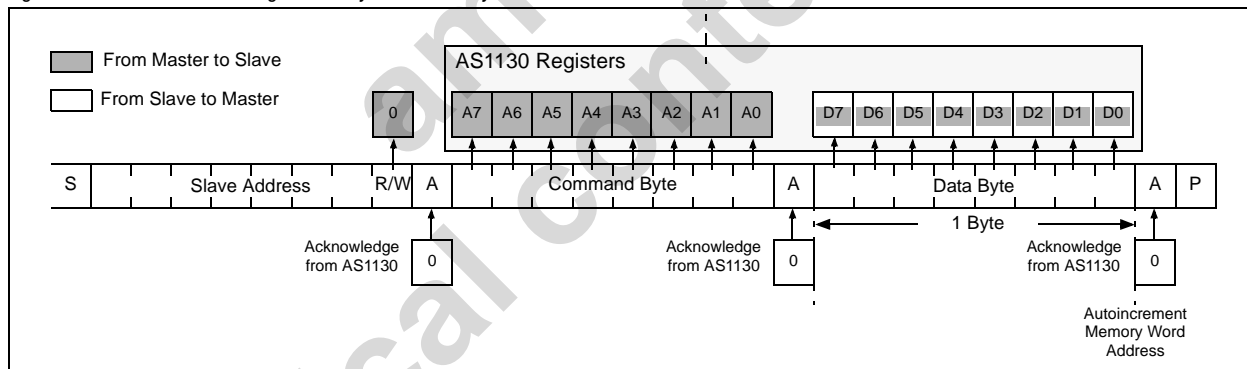 From Master to Slave
From Slave to Master
AS1130 Registers
0
A7 A6 A5 A4 A3 A2 A1 A0
D7 D6 D5 D4 D3 D2 D1 D0
S Slave Address R/W A Command Byte A Data Byte A P
1 Byte
Acknowledge
from AS1130
0
Acknowledge
from AS1130
0
Acknowledge
from AS1130
0
Autoincrement
Memory Word
Address